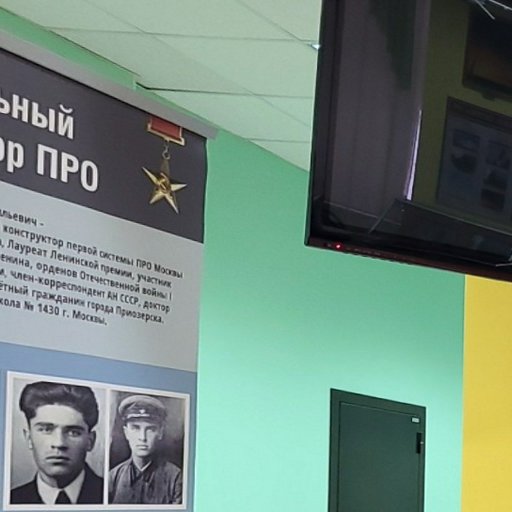 ьный
ор ПРО
льевич –
конструктор первой системы ПРО Москвы
, Лауреат Ленинской премии, участник
енина, орденов Отечественной войны I
м, член-корреспондент АН СССР, доктор
ётный гражданин города Приозерска.
кола № 1430 г. Москвы.